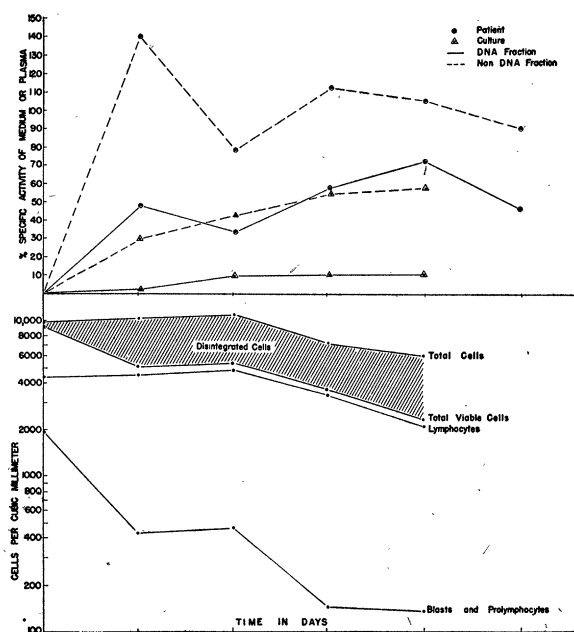 150
140
130
120
110
100
90
80
70
60
50
40
30
20
10
% SPECIFIC ACTIVITY OF MEDIUM OR PLASMA
Patient
Culture
DNA Fraction
Non DNA Fraction
10,000
8000
6000
4000
2000
1000
800
600
400
200
100
CELLS PER CUBIC MILLIMETER
Disintegrated Cells
Total Cells
Total Viable Cells
Lymphocytes
Blasts and Prolymphocytes
TIME IN DAYS